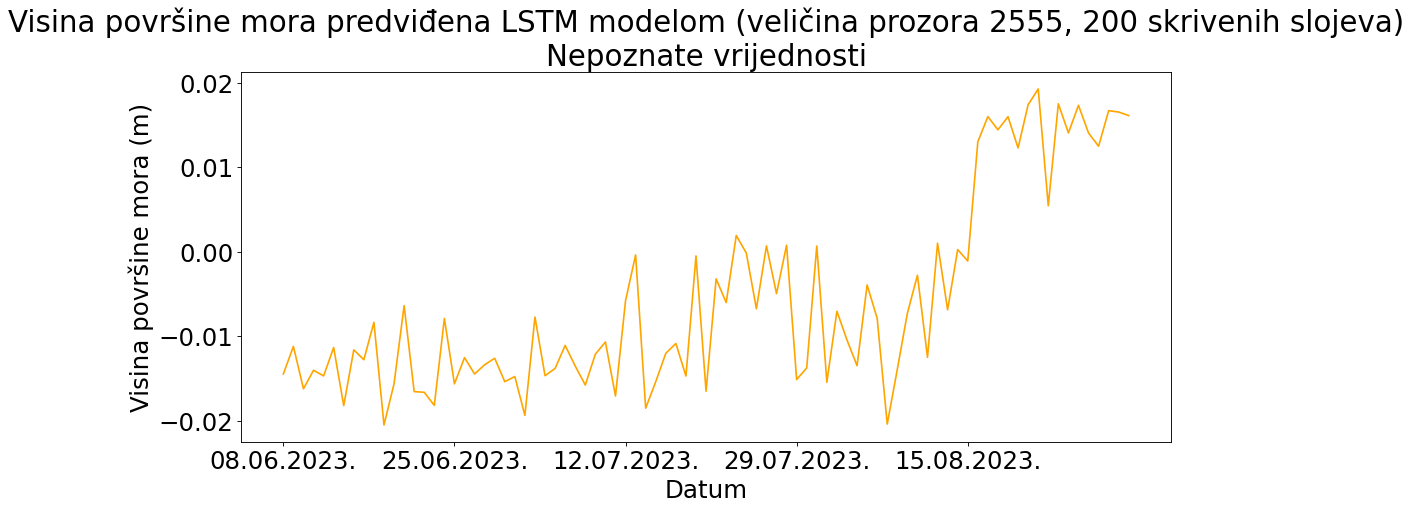 Visina površine mora predviđena LSTM modelom (veličina prozora 2555, 200 skrivenih slojeva)
Nepoznate vrijednosti
Visina površine mora (m)
0.02
0.01
0.00
−0.01
−0.02
08.06.2023. 25.06.2023. 12.07.2023. 29.07.2023. 15.08.2023.
Datum